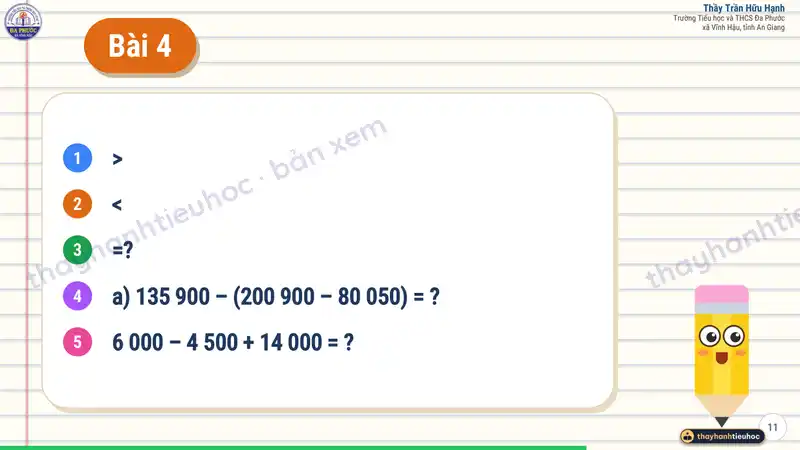 Thầy Trần Hữu Hạnh
Trường Tiểu học và THCS Đa Phước
xã Vĩnh Hậu, tỉnh An Giang
ĐA PHƯỚC
Bài 4
1 >
2 <
3 =?
4 a) 135 900 – (200 900 – 80 050) = ?
5 6 000 – 4 500 + 14 000 = ?
thayhanhtieuhoc · bản xem
thayhanhtieuhoc
11
thayhanhtieuhoc